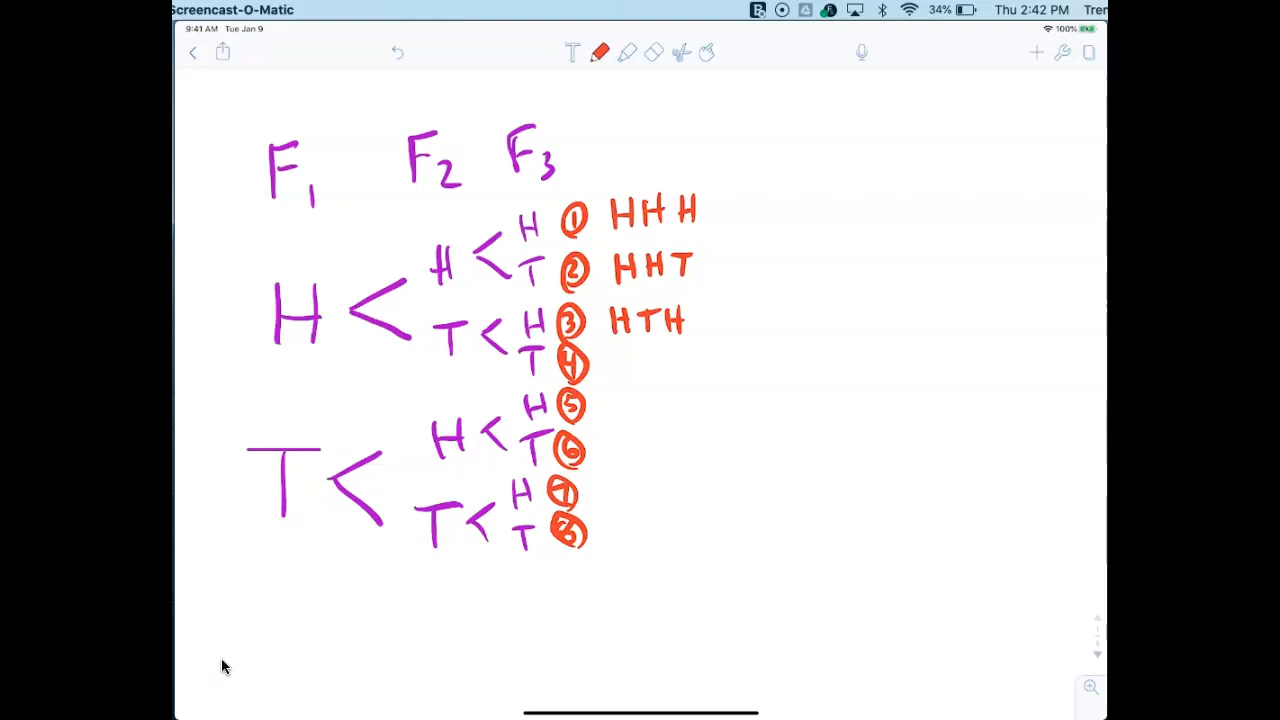 Screencast-O-Matic 34% Thu 2:42 PM Tren
9:41 AM Tue Jan 9 100%
T
F1 F2 F3
H 1 HHH
H
T 2 HHT
H
H 3 HTH
T
T 4
H 5
H
T 6
T
H 7
T
T 8